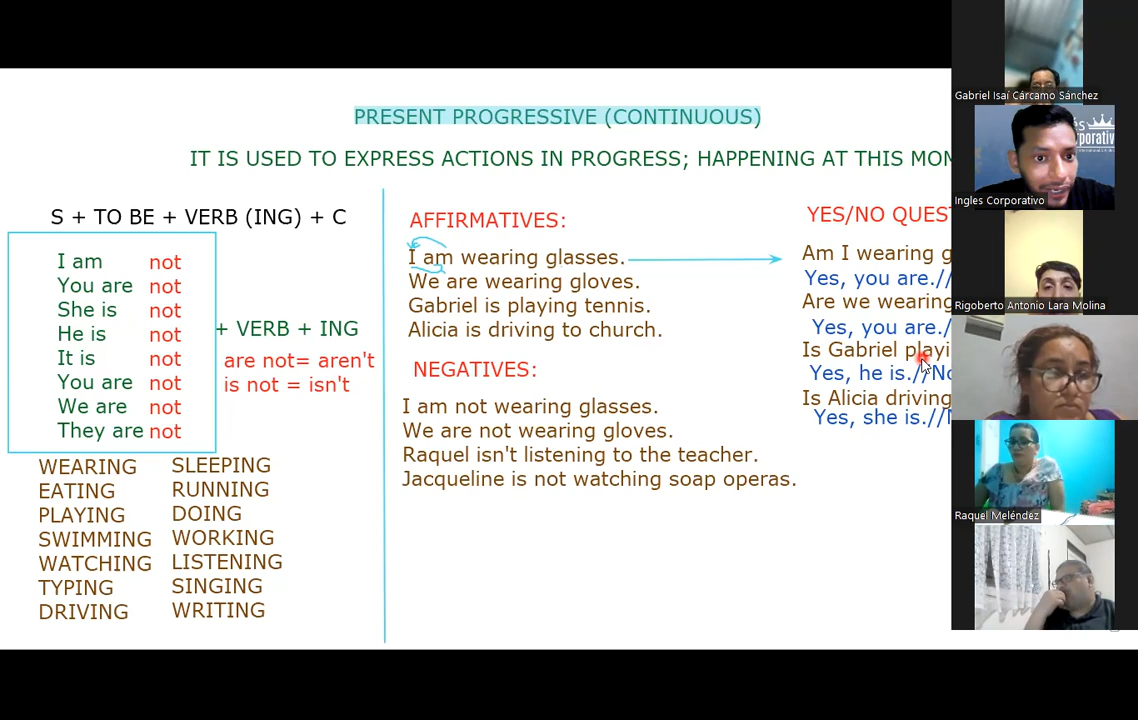 PRESENT PROGRESSIVE (CONTINUOUS)
IT IS USED TO EXPRESS ACTIONS IN PROGRESS; HAPPENING AT THIS
S + TO BE + VERB (ING) + C
I am not
You are not
She is not
He is not
It is not
You are not
We are not
They are not
+ VERB + ING
are not= aren't
is not = isn't
WEARING SLEEPING
EATING RUNNING
PLAYING DOING
SWIMMING WORKING
WATCHING LISTENING
TYPING SINGING
DRIVING WRITING
AFFIRMATIVES:
I am wearing glasses.
We are wearing gloves.
Gabriel is playing tennis.
Alicia is driving to church.
NEGATIVES:
I am not wearing glasses.
We are not wearing gloves.
Raquel isn't listening to the teacher.
Jacqueline is not watching soap operas.
YES/NO
Am I wearing
Yes, you are.//
Are we wearing
Yes, you are./
Is Gabriel
Yes, he is.//
Is Alicia driving
Yes, she is.//
Gabriel Isaí Cárcamo Sánchez
Ingles Corporativo
Rigoberto Antonio Lara Molina
Raquel Meléndez